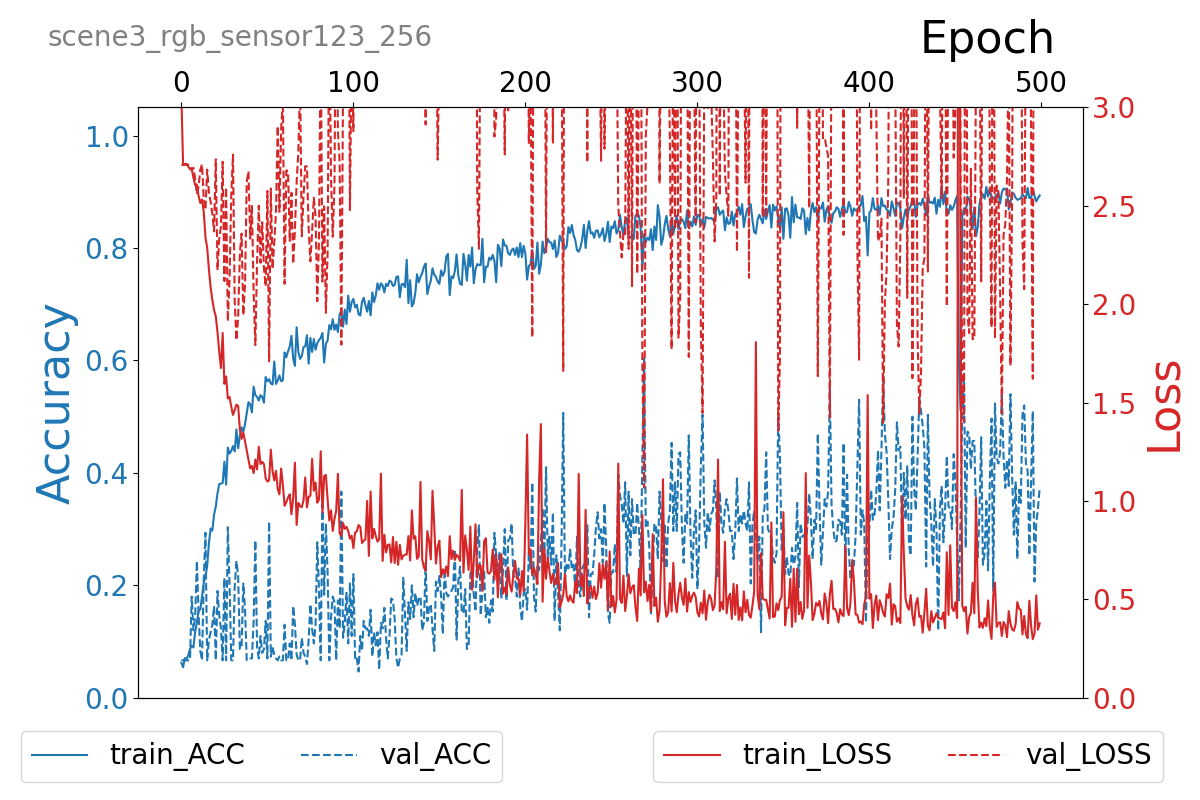 scene3_rgb_sensor123_256
Epoch
0 100 200 300 400 500
1.0
0.8
0.6
0.4
0.2
0.0
Accuracy
3.0
2.5
2.0
1.5
1.0
0.5
0.0
Loss
train_ACC val_ACC
train_LOSS val_LOSS